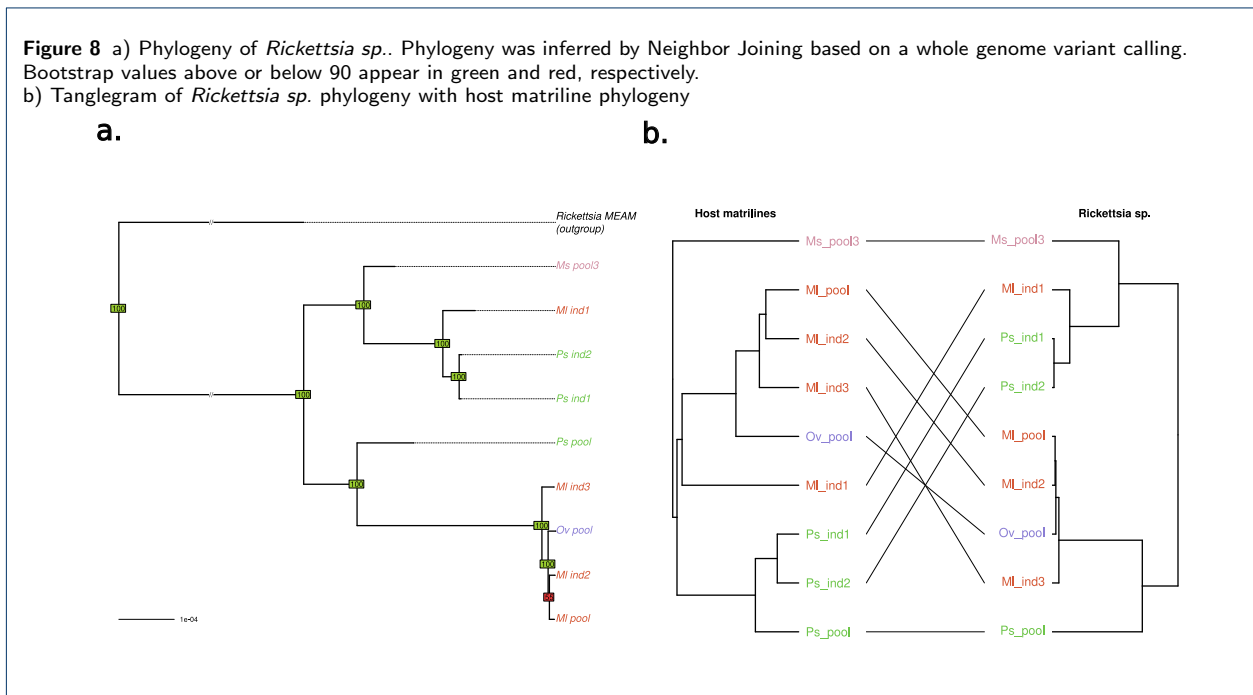 Figure 8 a) Phylogeny of Rickettsia sp.. Phylogeny was inferred by Neighbor Joining based on a whole genome variant calling.
Bootstrap values above or below 90 appear in green and red, respectively.
b) Tanglegram of Rickettsia sp. phylogeny with host matriline phylogeny
a.
Rickettsia MEAM
(outgroup)
Ms pool3
100
100
Ml ind1
100
Ps ind2
100
Ps ind1
100
Ps pool
100
Ml ind3
100
Ov pool
100
Ml ind2
Ml pool
1e-04
b.
Host matrilines
Rickettsia sp.
Ms_pool3
Ms_pool3
Ml_pool
Ml_ind1
Ml_ind2
Ps_ind1
Ml_ind3
Ps_ind2
Ov_pool
Ml_pool
Ml_ind1
Ml_ind2
Ps_ind1
Ov_pool
Ps_ind2
Ml_ind3
Ps_pool
Ps_pool